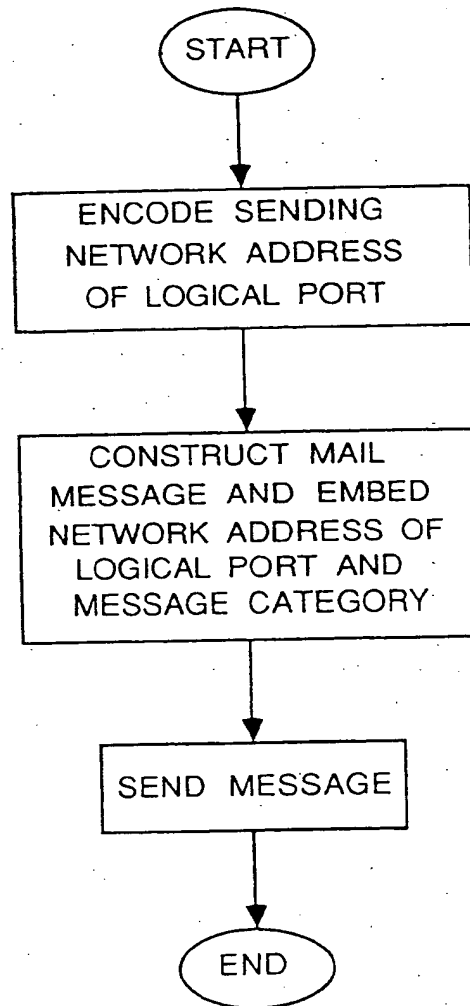 START
ENCODE SENDING
NETWORK ADDRESS
OF LOGICAL PORT
CONSTRUCT MAIL
MESSAGE AND EMBED
NETWORK ADDRESS OF
LOGICAL PORT AND
MESSAGE CATEGORY
SEND MESSAGE
END